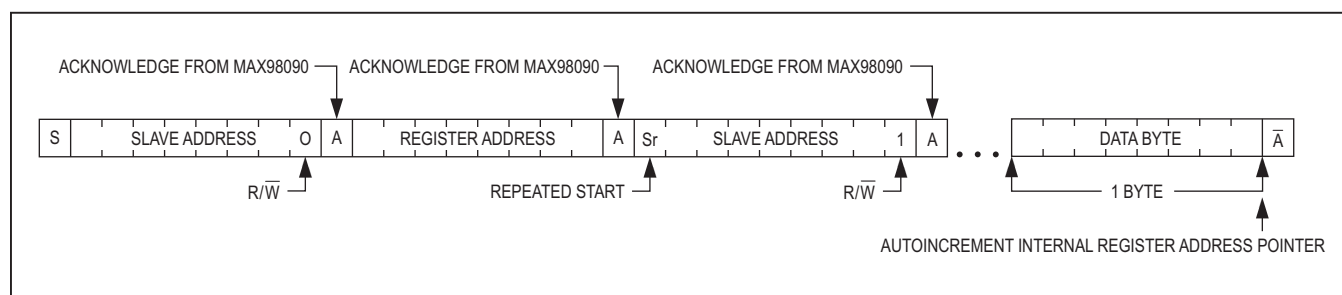 ACKNOWLEDGE FROM MAX98090 ACKNOWLEDGE FROM MAX98090 ACKNOWLEDGE FROM MAX98090
S SLAVE ADDRESS O A REGISTER ADDRESS A Sr SLAVE ADDRESS 1 A ... DATA BYTE A̅
R/W̅ REPEATED START R/W̅ 1 BYTE
AUTOINCREMENT INTERNAL REGISTER ADDRESS POINTER